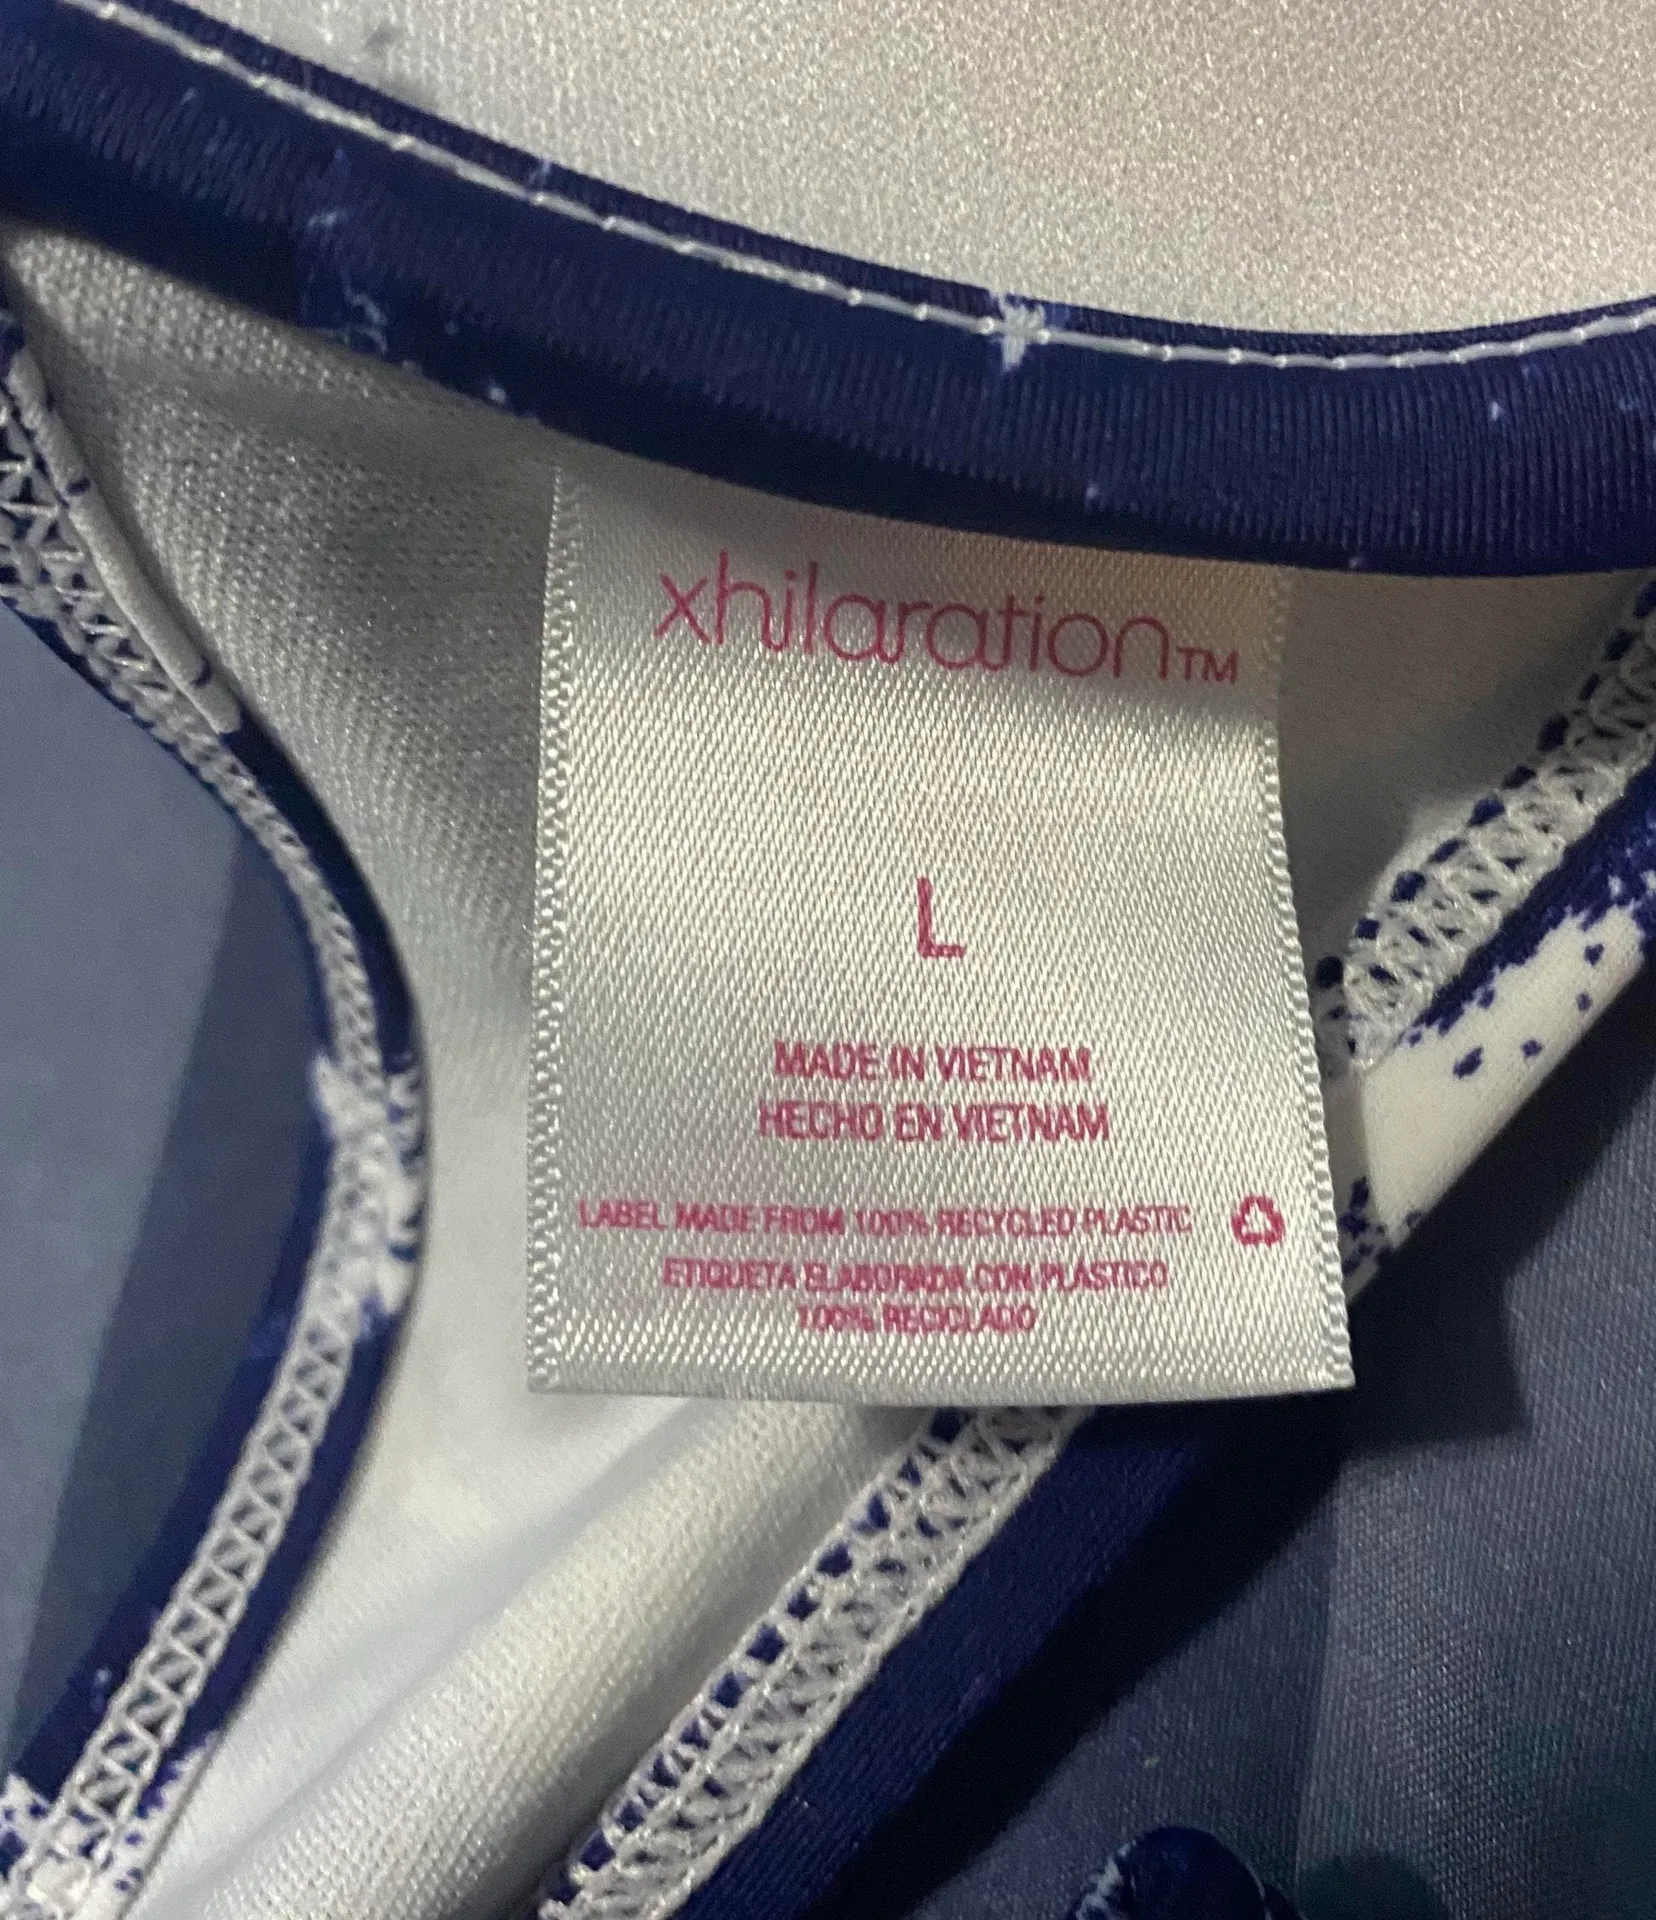 xhilaration™
L
MADE IN VIETNAM
HECHO EN VIETNAM
LABEL MADE FROM 100% RECYCLED PLASTIC
ETIQUETA ELABORADA CON PLÁSTICO
100% RECICLADO